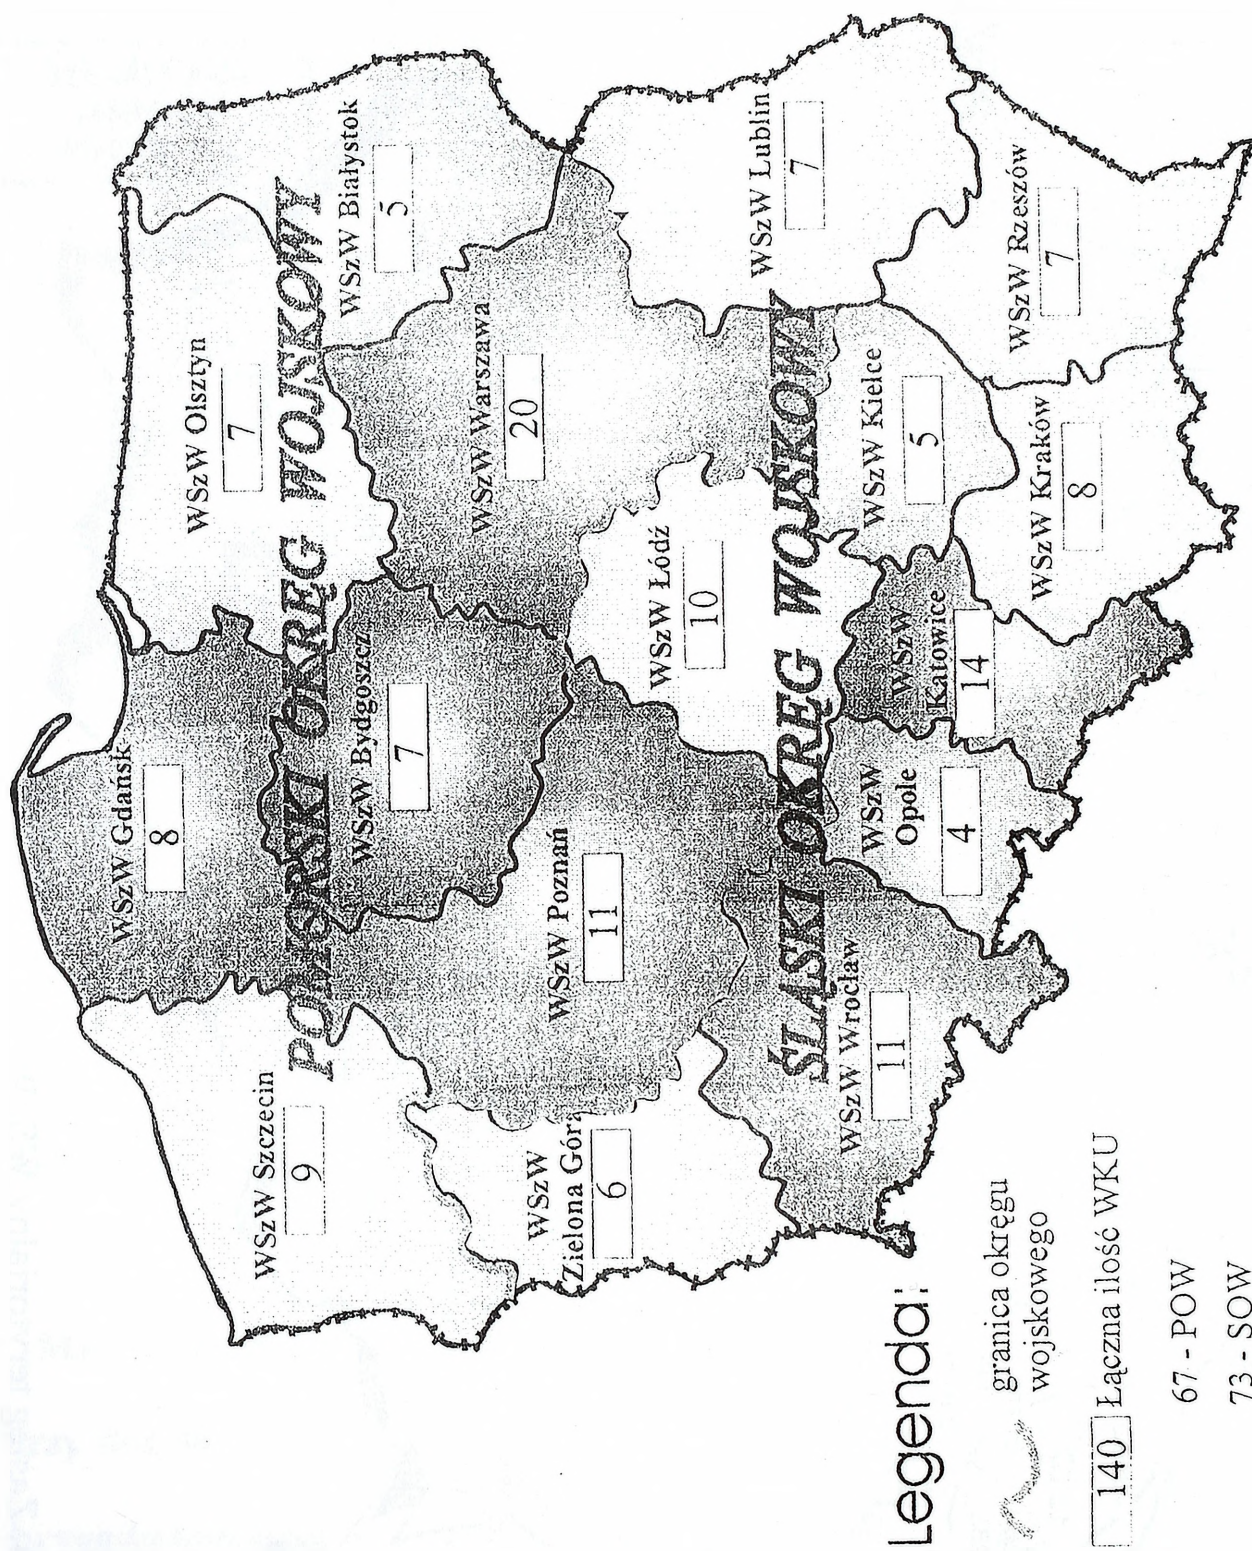 WSzW Gdańsk
8
WSzW Olsztyn
7
WSzW Szczecin
9
POMORSKI OKRĘG WOJSKOWY
WSzW Bydgoszcz
7
WSzW Białystok
5
WSzW Warszawa
20
WSzW Poznań
11
WSzW
Zielona Góra
6
WSzW Łódź
10
WSzW Lublin
7
ŚLĄSKI OKRĘG WOJSKOWY
WSzW Wrocław
11
WSzW
Opole
4
WSzW
Katowice
14
WSzW Kielce
5
WSzW Kraków
8
WSzW Rzeszów
7
Legenda:
granica okręgu
wojskowego
140 Łączna ilość WKU
67 - POW
73 - SOW